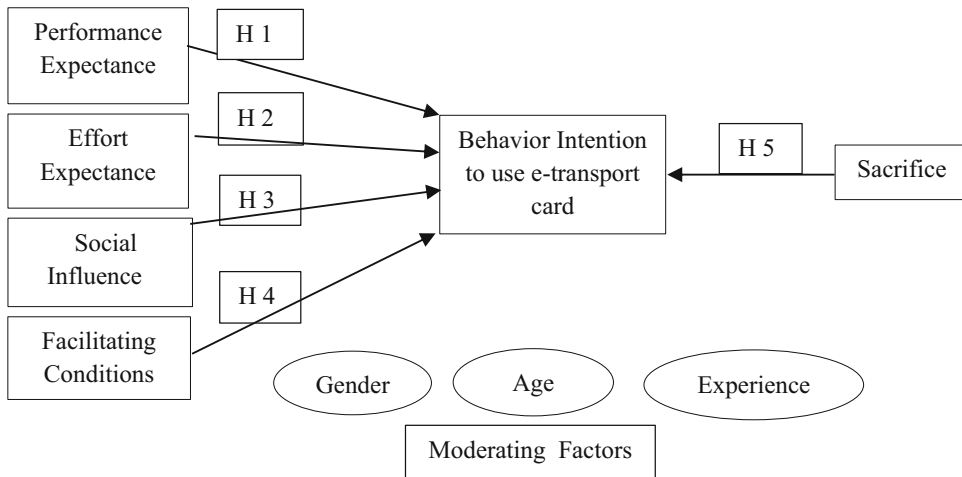 Performance
Expectance
H 1
Effort
Expectance
H 2
Social
Influence
H 3
Facilitating
Conditions
H 4
Behavior Intention
to use e-transport
card
H 5
Sacrifice
Gender
Age
Experience
Moderating Factors